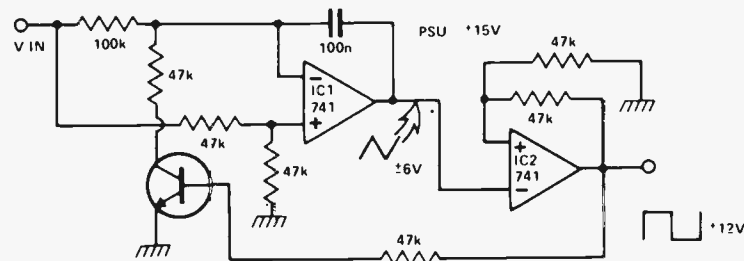 V IN
100k
100n
PSU +15V
47k
47k
47k
47k
47k
47k
−
IC1
741
+
±6V
+
IC2
741
−
+12V